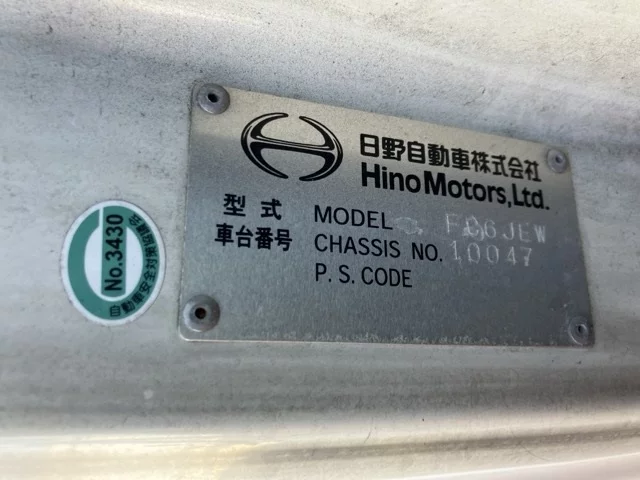 日野自動車株式会社
Hino Motors, Ltd.
型式 MODEL FC6JEW
車台番号 CHASSIS NO. 10047
P. S. CODE
No.3430